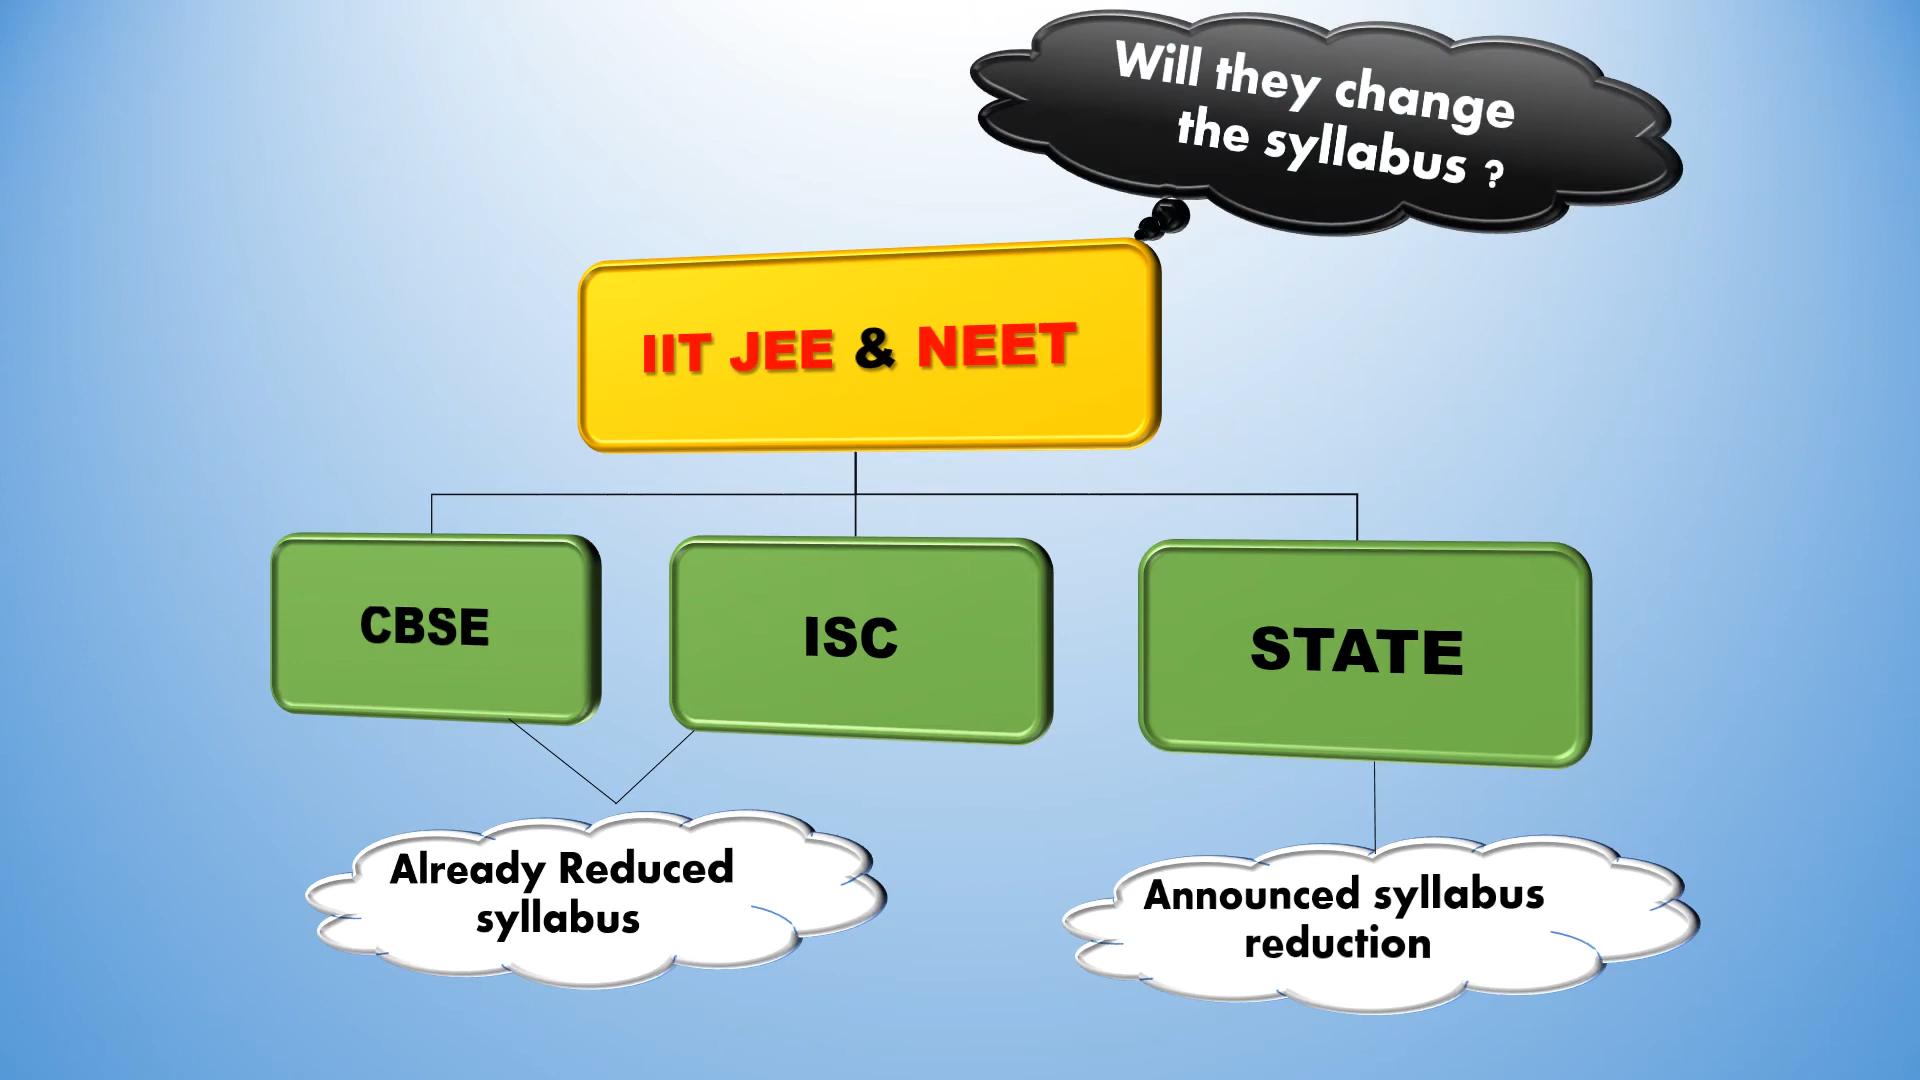 Will they change
the syllabus ?
IIT JEE & NEET
CBSE
ISC
STATE
Already Reduced
syllabus
Announced syllabus
reduction